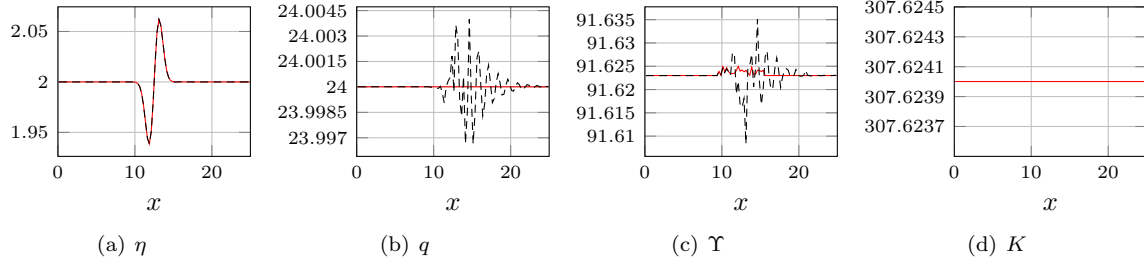 2.05
2
1.95
0 10 20
x
(a) η
24.0045
24.003
24.0015
24
23.9985
23.997
0 10 20
x
(b) q
91.635
91.63
91.625
91.62
91.615
91.61
0 10 20
x
(c) Υ
307.6245
307.6243
307.6241
307.6239
307.6237
0 10 20
x
(d) K